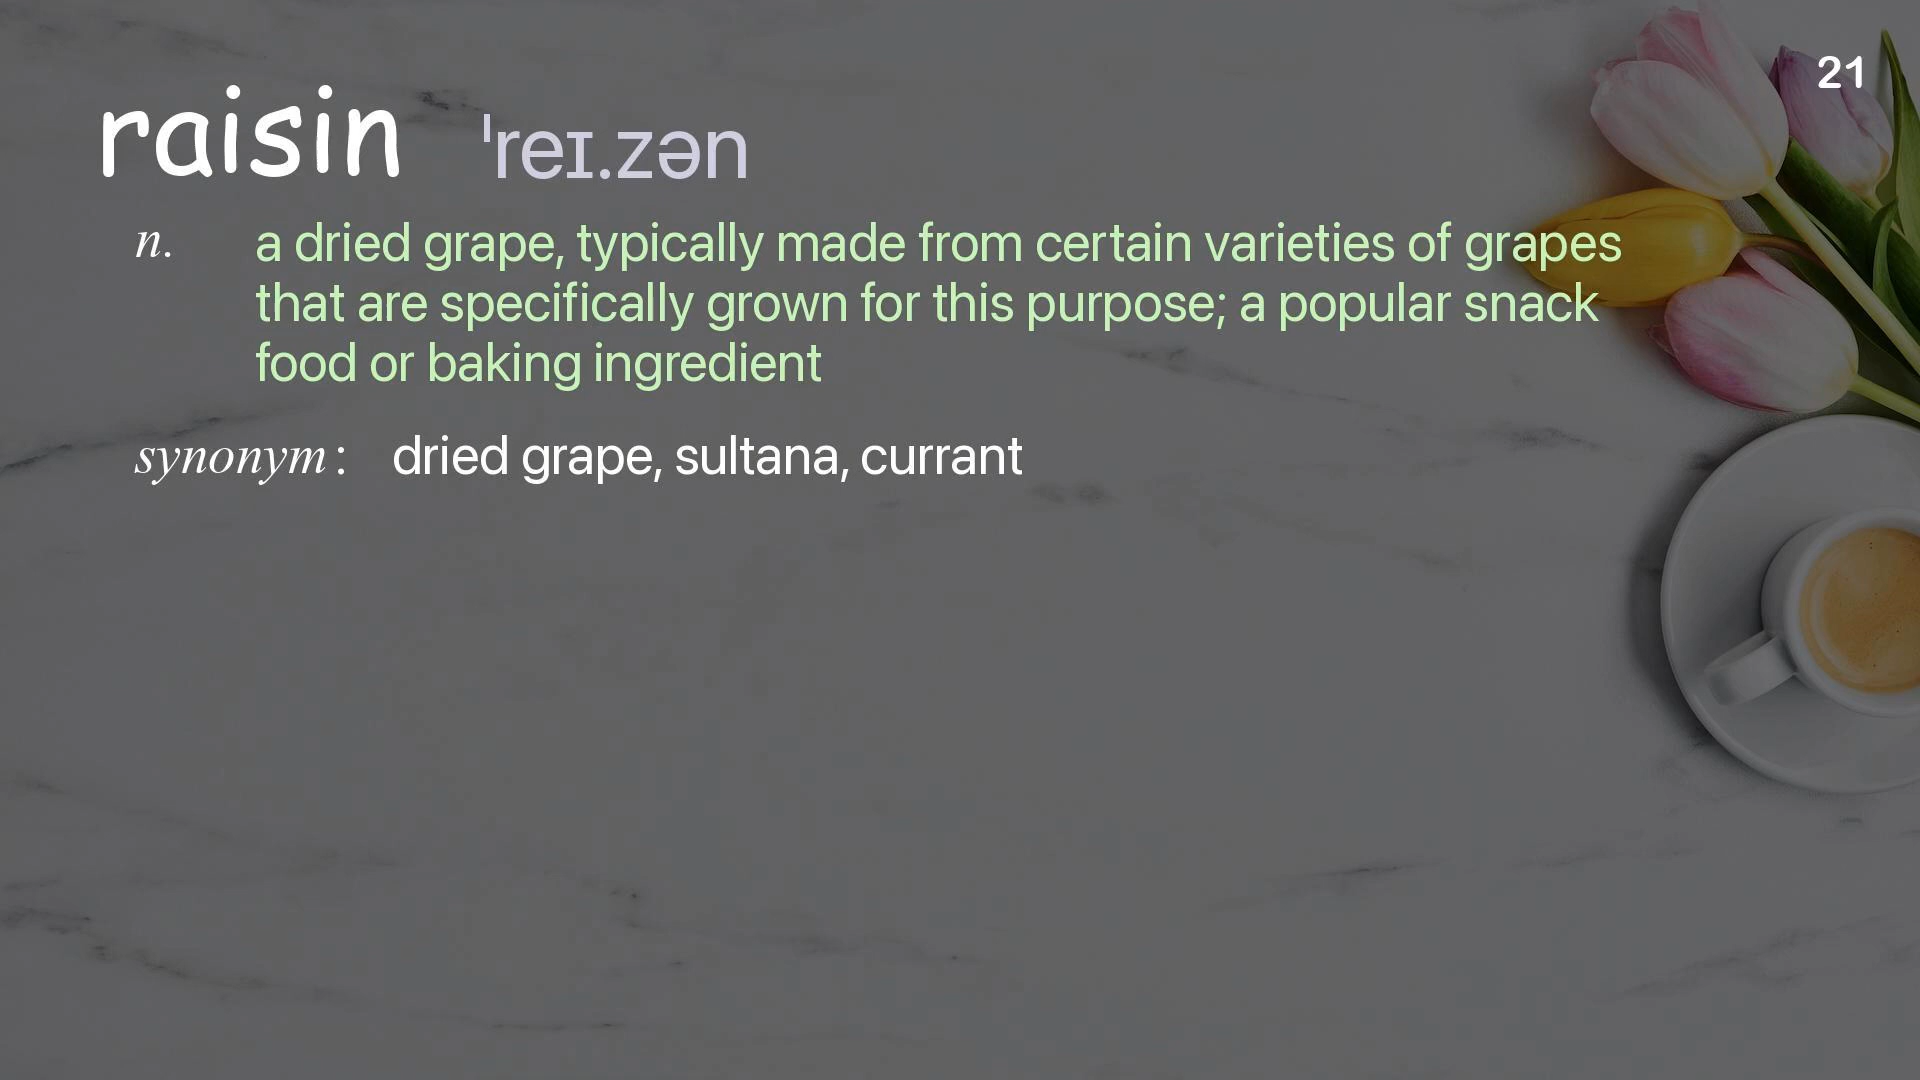 21
raisin ˈreɪ.zən
n. a dried grape, typically made from certain varieties of grapes
that are specifically grown for this purpose; a popular snack
food or baking ingredient
synonym : dried grape, sultana, currant